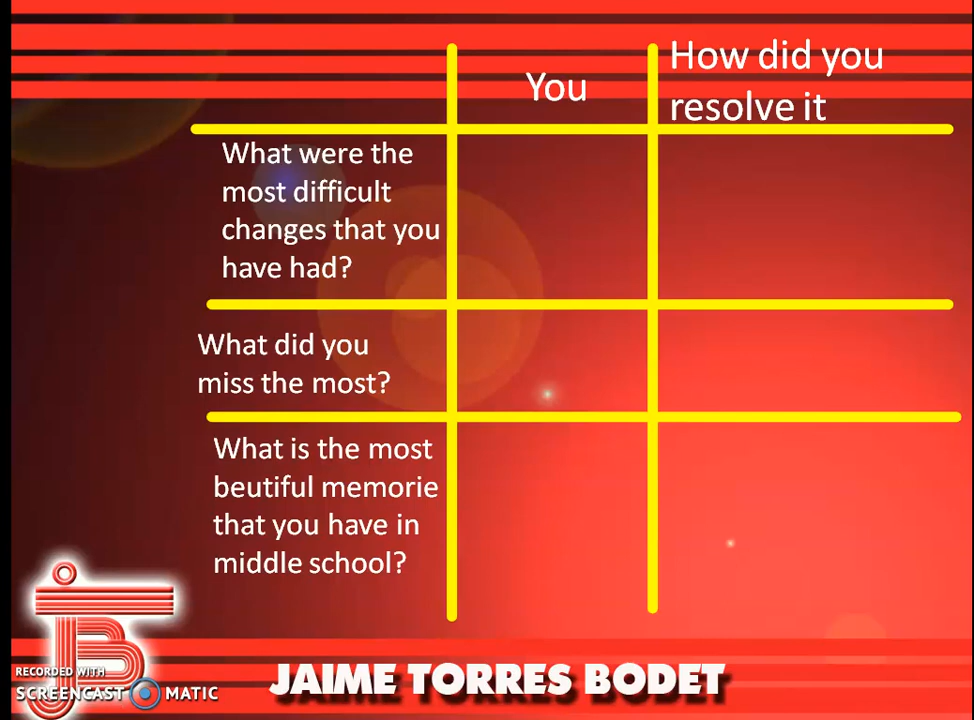 You
How did you
resolve it
What were the
most difficult
changes that you
have had?
What did you
miss the most?
What is the most
beutiful memorie
that you have in
middle school?
RECORDED WITH
SCREENCAST MATIC
JAIME TORRES BODET